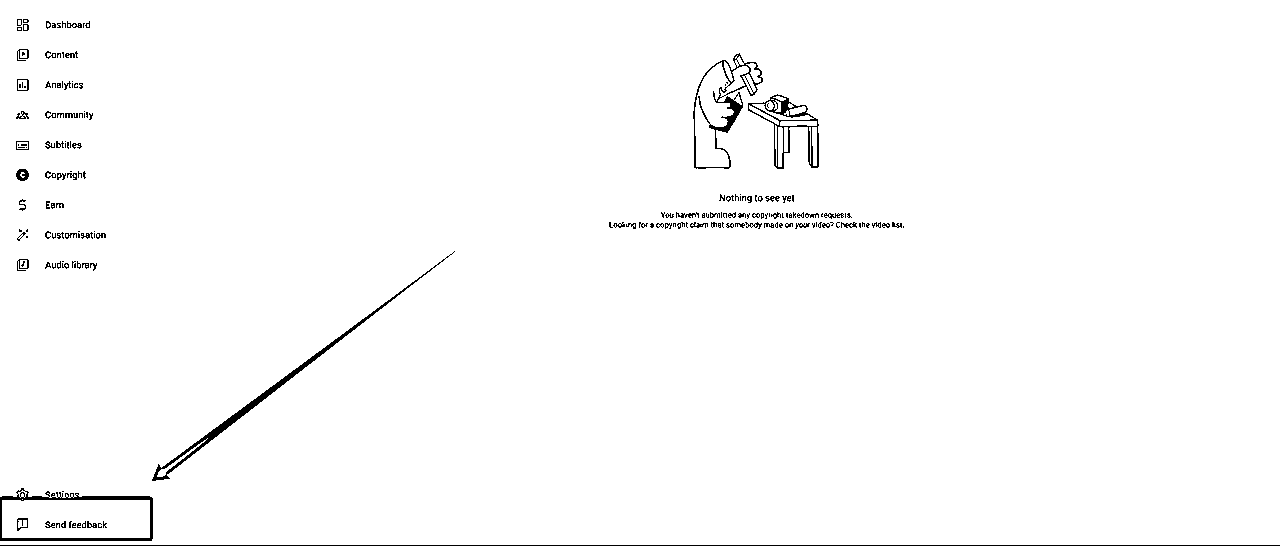 Dashboard
Content
Analytics
Community
Subtitles
Copyright
Earn
Customisation
Audio library
Nothing to see yet
You haven't submitted any copyright takedown requests.
Looking for a copyright claim that somebody made on your video? Check the video list.
Settings
Send feedback